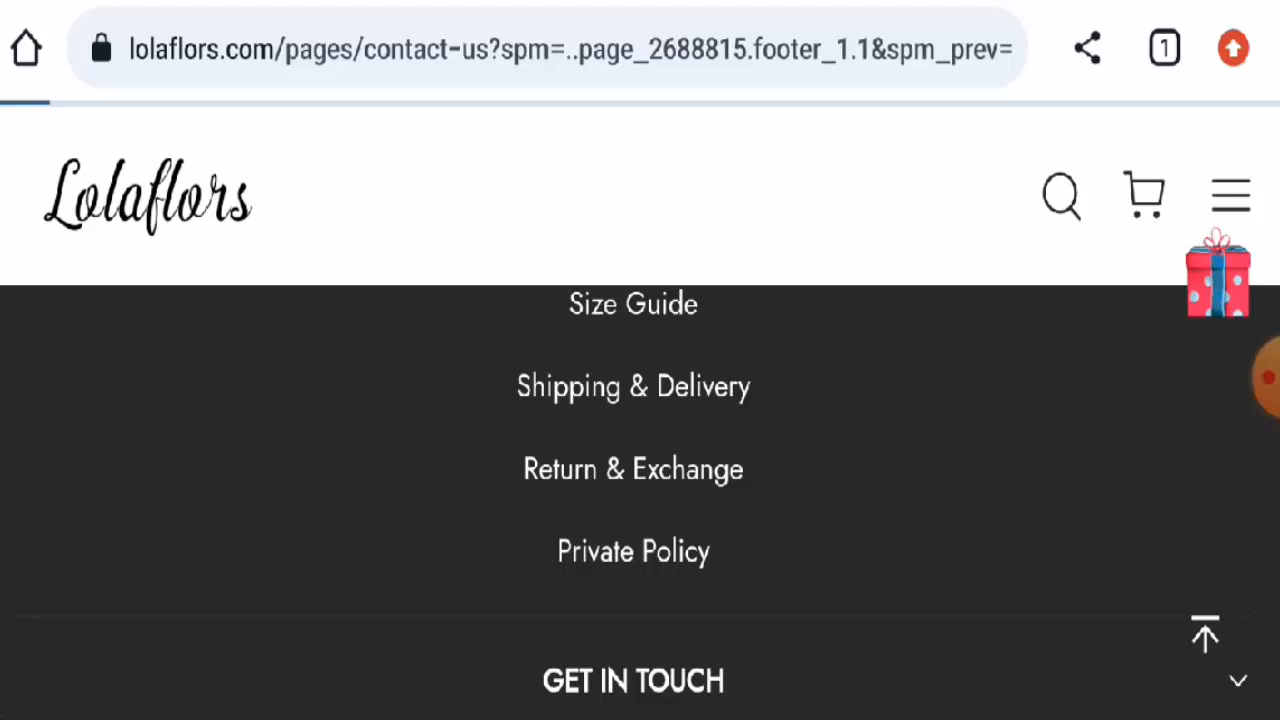 lolaflors.com/pages/contact-us?spm=..page_2688815.footer_1.1&spm_prev=
1
Lolaflors
Size Guide
Shipping & Delivery
Return & Exchange
Private Policy
GET IN TOUCH